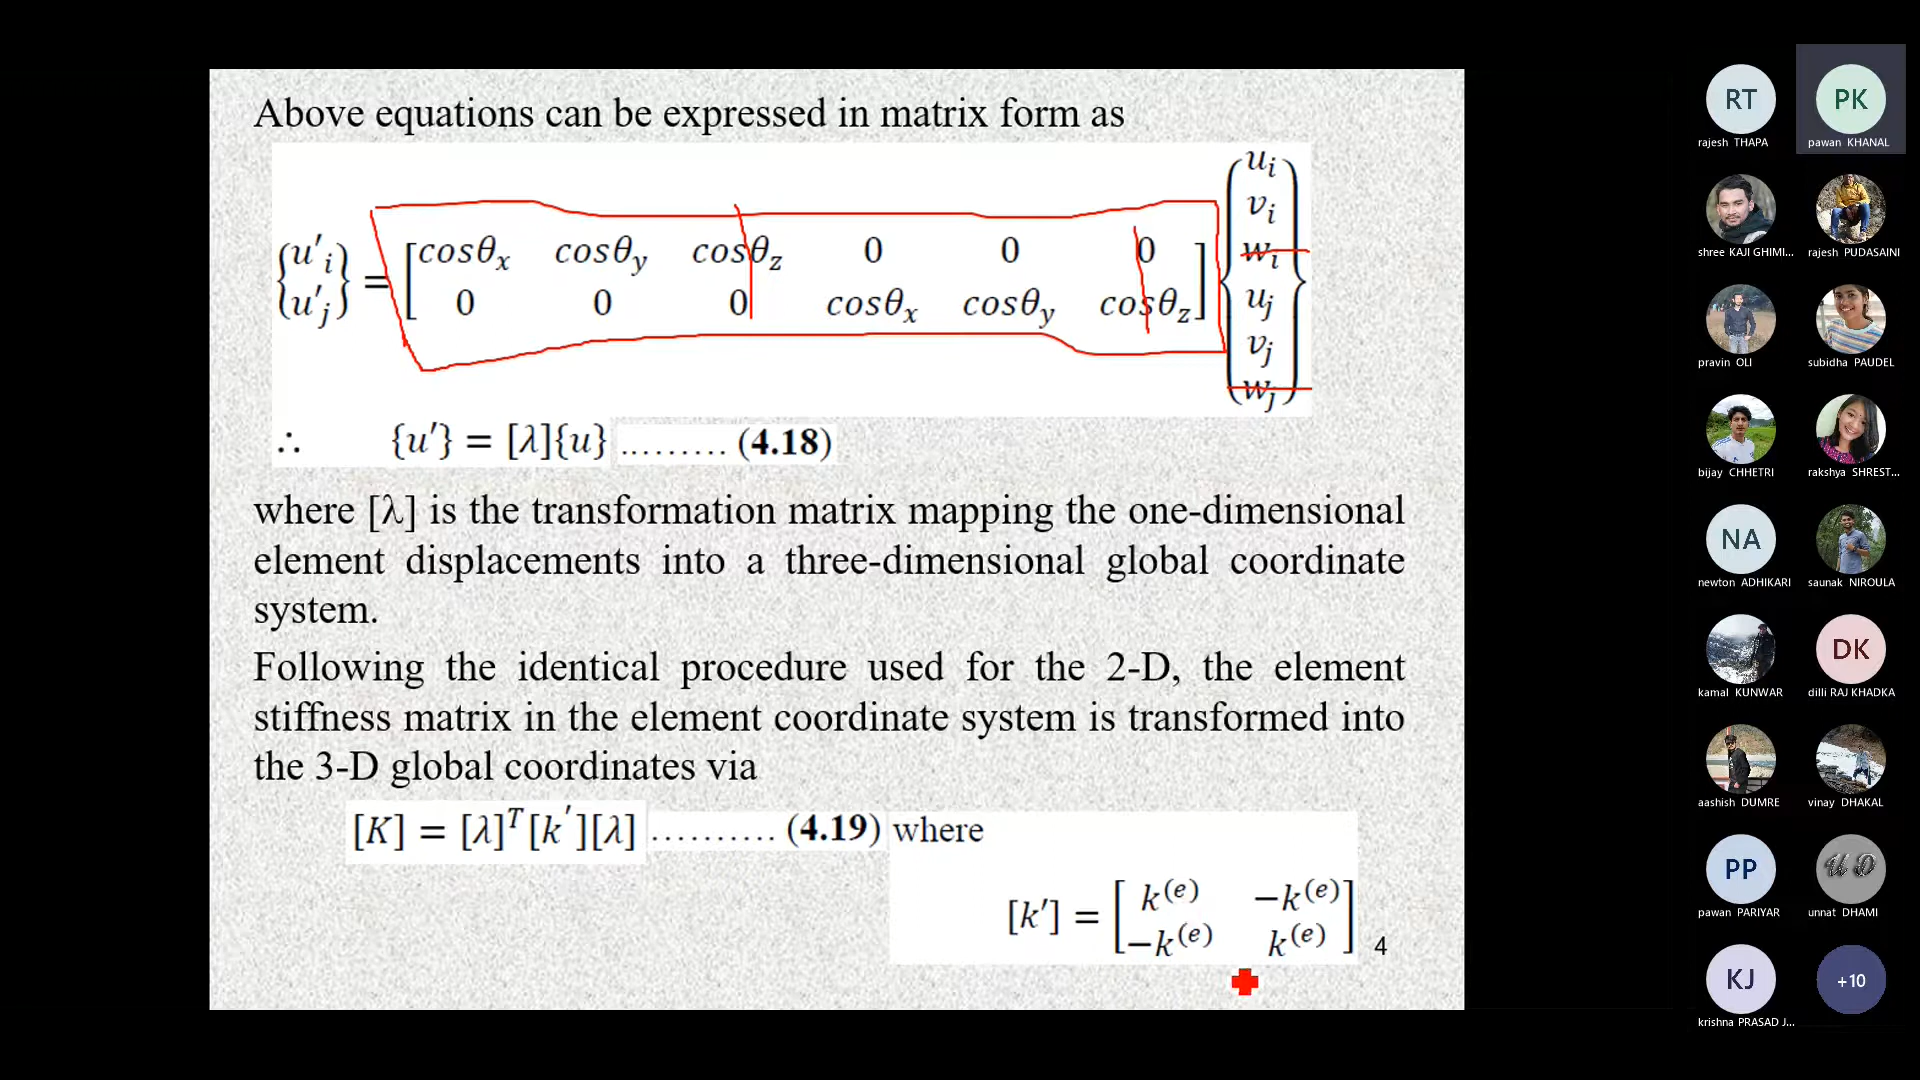 Above equations can be expressed in matrix form as
{u'i u'j} = [cosθx cosθy cosθz 0 0 0
0 0 0 cosθx cosθy cosθz] {ui vi wi uj vj wj}
∴ {u'} = [λ]{u} ......... (4.18)
where [λ] is the transformation matrix mapping the one-dimensional
element displacements into a three-dimensional global coordinate
system.
Following the identical procedure used for the 2-D, the element
stiffness matrix in the element coordinate system is transformed into
the 3-D global coordinates via
[K] = [λ]ᵀ[k'][λ] .......... (4.19) where
[k'] = [k⁽ᵉ⁾ −k⁽ᵉ⁾
−k⁽ᵉ⁾ k⁽ᵉ⁾]
4
RT PK
rajesh THAPA pawan KHANAL
shree KAJI GHIMI... rajesh PUDASAINI
pravin OLI subidha PAUDEL
bijay CHHETRI rakshya SHREST...
NA
newton ADHIKARI saunak NIROULA
DK
kamal KUNWAR dilli RAJ KHADKA
aashish DUMRE vinay DHAKAL
PP U D
pawan PARIYAR unnat DHAMI
KJ +10
krishna PRASAD J...